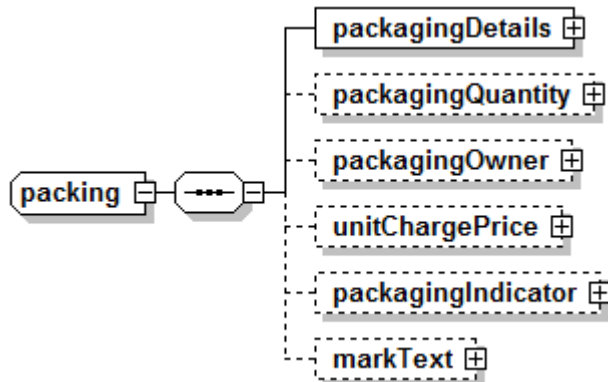 packagingDetails
packagingQuantity
packagingOwner
packing
unitChargePrice
packagingIndicator
markText